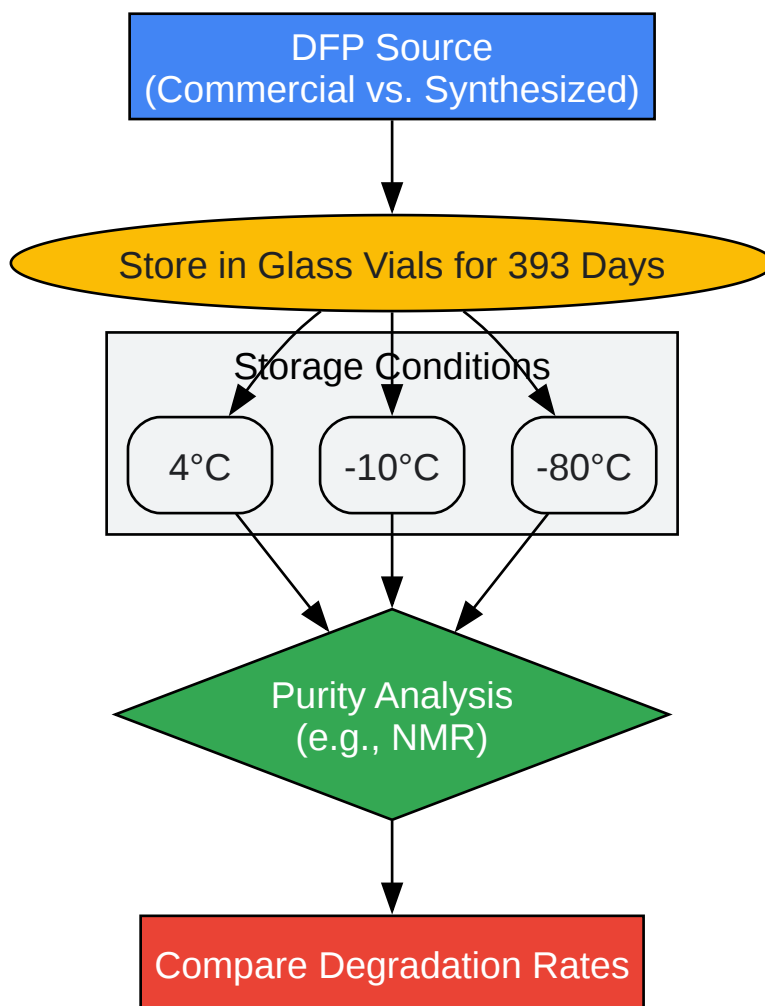 DFP Source
(Commercial vs. Synthesized)
Store in Glass Vials for 393 Days
Storage Conditions
4°C
-10°C
-80°C
Purity Analysis
(e.g., NMR)
Compare Degradation Rates